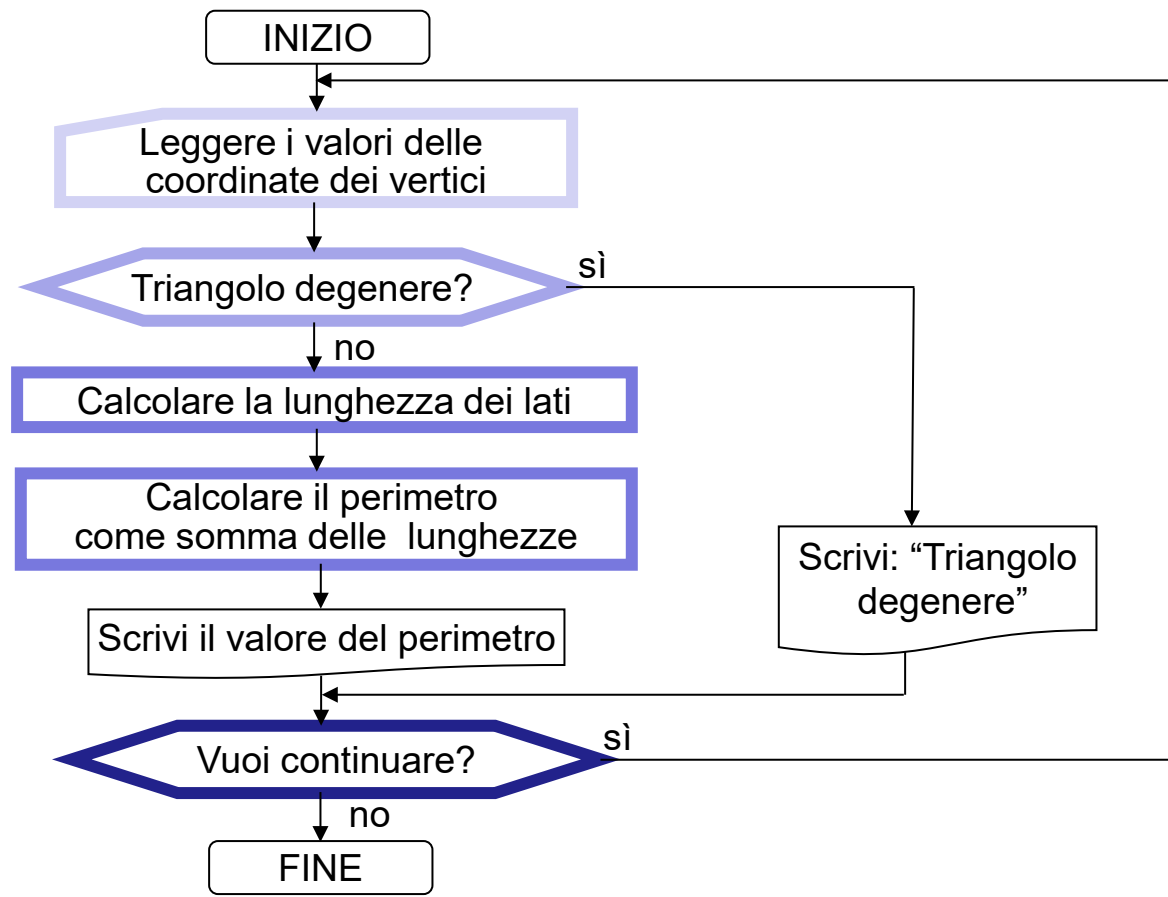 INIZIO
Leggere i valori delle
coordinate dei vertici
Triangolo degenere?
sì
no
Calcolare la lunghezza dei lati
Calcolare il perimetro
come somma delle lunghezze
Scrivi: “Triangolo
degenere”
Scrivi il valore del perimetro
Vuoi continuare?
sì
no
FINE